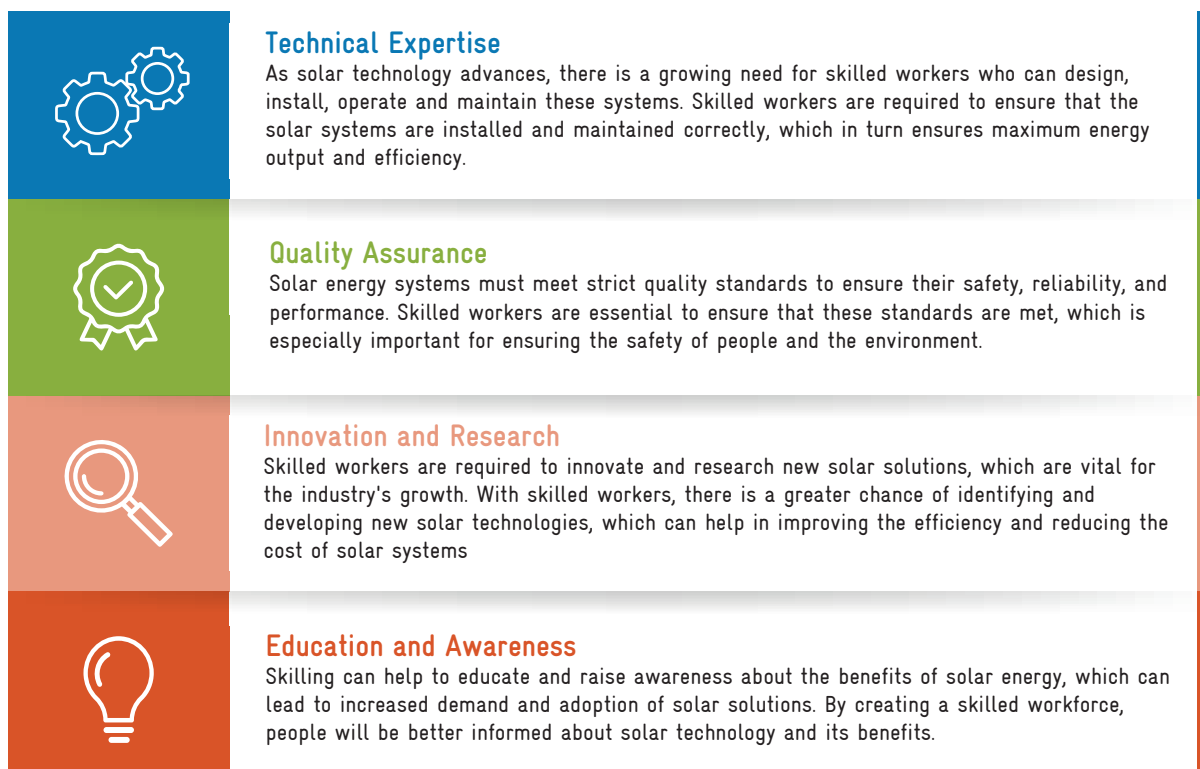 Technical Expertise
As solar technology advances, there is a growing need for skilled workers who can design,
install, operate and maintain these systems. Skilled workers are required to ensure that the
solar systems are installed and maintained correctly, which in turn ensures maximum energy
output and efficiency.
Quality Assurance
Solar energy systems must meet strict quality standards to ensure their safety, reliability, and
performance. Skilled workers are essential to ensure that these standards are met, which is
especially important for ensuring the safety of people and the environment.
Innovation and Research
Skilled workers are required to innovate and research new solar solutions, which are vital for
the industry's growth. With skilled workers, there is a greater chance of identifying and
developing new solar technologies, which can help in improving the efficiency and reducing the
cost of solar systems
Education and Awareness
Skilling can help to educate and raise awareness about the benefits of solar energy, which can
lead to increased demand and adoption of solar solutions. By creating a skilled workforce,
people will be better informed about solar technology and its benefits.